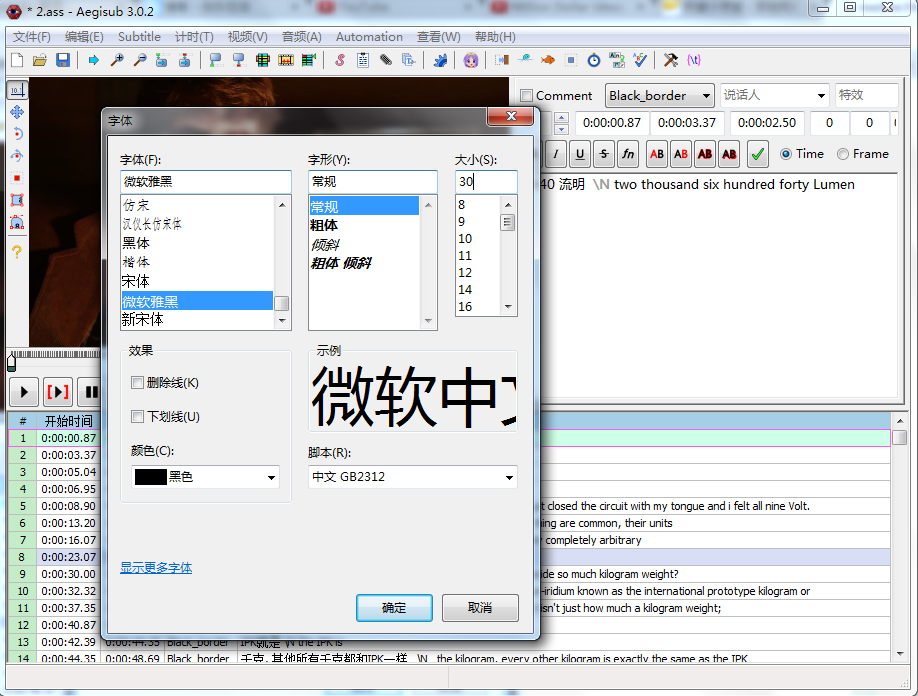 * 2.ass - Aegisub 3.0.2
文件(F) 编辑(E) Subtitle 计时(T) 视频(V) 音频(A) Automation 查看(W) 帮助(H)
Comment Black_border 说话人 特效
0:00:00.87 0:00:03.37 0:00:02.50 0 0
I U S fn AB AB AB AB Time Frame
40 流明 \N two thousand six hundred forty Lumen
字体
字体(F): 字形(Y): 大小(S):
微软雅黑 常规 30
仿宋 常规 8
汉仪长仿宋体 粗体 9
黑体 倾斜 10
楷体 粗体 倾斜 11
宋体 12
微软雅黑 14
新宋体 16
效果 示例
删除线(K) 微软中文
下划线(U)
颜色(C): 脚本(R):
黑色 中文 GB2312
显示更多字体
确定 取消
# 开始时间
1 0:00:00.87
2 0:00:03.37
3 0:00:05.04
4 0:00:06.95
5 0:00:08.90 t closed the circuit with my tongue and i felt all nine Volt.
6 0:00:13.20 ing are common, their units
7 0:00:16.07 completely arbitrary
8 0:00:23.07
9 0:00:30.00 de so much kilogram weight?
10 0:00:32.32 -iridium known as the international prototype kilogram or
11 0:00:37.35 isn't just how much a kilogram weight;
12 0:00:40.87
13 0:00:42.39 0:00:44.35 Black_border IPK就是 \N the IPK is
14 0:00:44.35 0:00:48.69 Black_border 千克,其他所有千克都和IPK一样 \N the kilogram, every other kilogram is exactly the same as the IPK